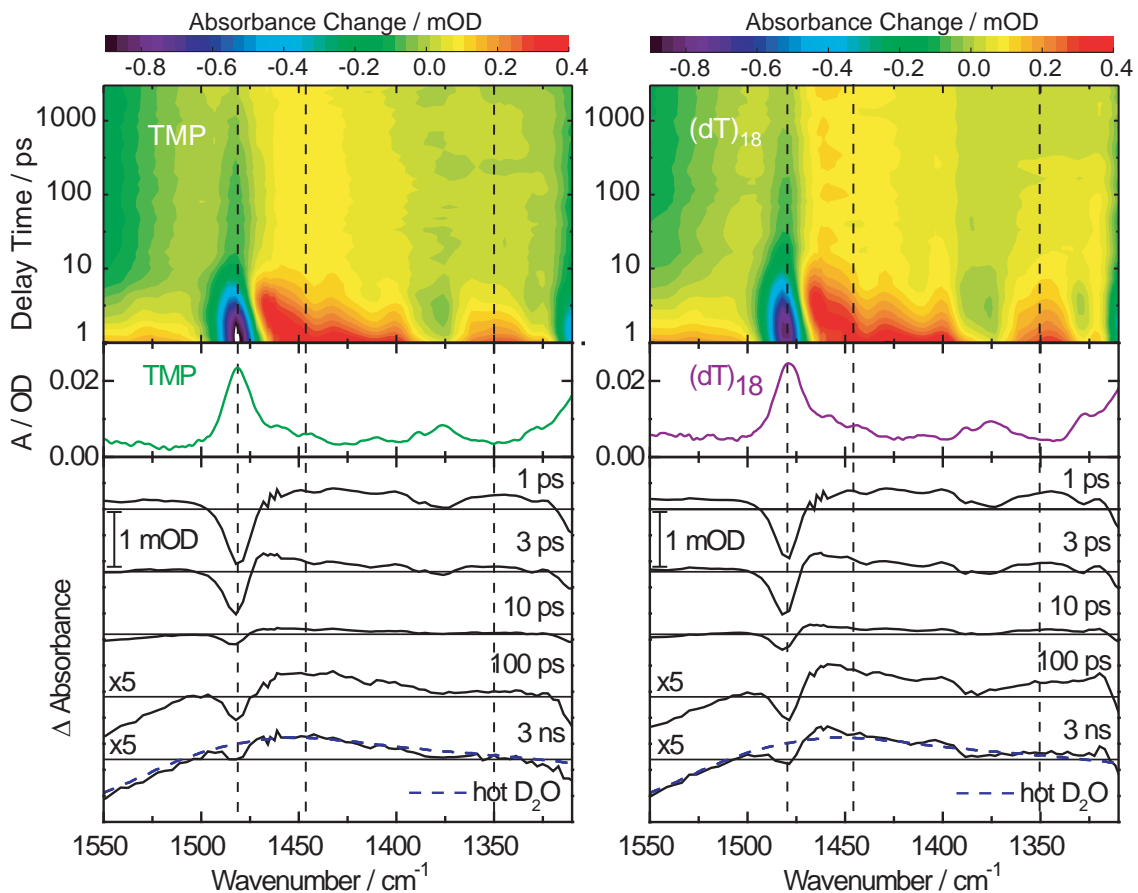 Absorbance Change / mOD
-0.8 -0.6 -0.4 -0.2 0.0 0.2 0.4
Delay Time / ps
1000
100
10
1
TMP
A / OD
0.02
0.00
TMP
Δ Absorbance
1 ps
1 mOD
3 ps
10 ps
x5
100 ps
x5
3 ns
hot D₂O
1550 1500 1450 1400 1350
Wavenumber / cm⁻¹
Absorbance Change / mOD
-0.8 -0.6 -0.4 -0.2 0.0 0.2 0.4
1000
100
10
1
(dT)₁₈
0.02
0.00
(dT)₁₈
1 ps
1 mOD
3 ps
10 ps
x5
100 ps
x5
3 ns
hot D₂O
1550 1500 1450 1400 1350
Wavenumber / cm⁻¹